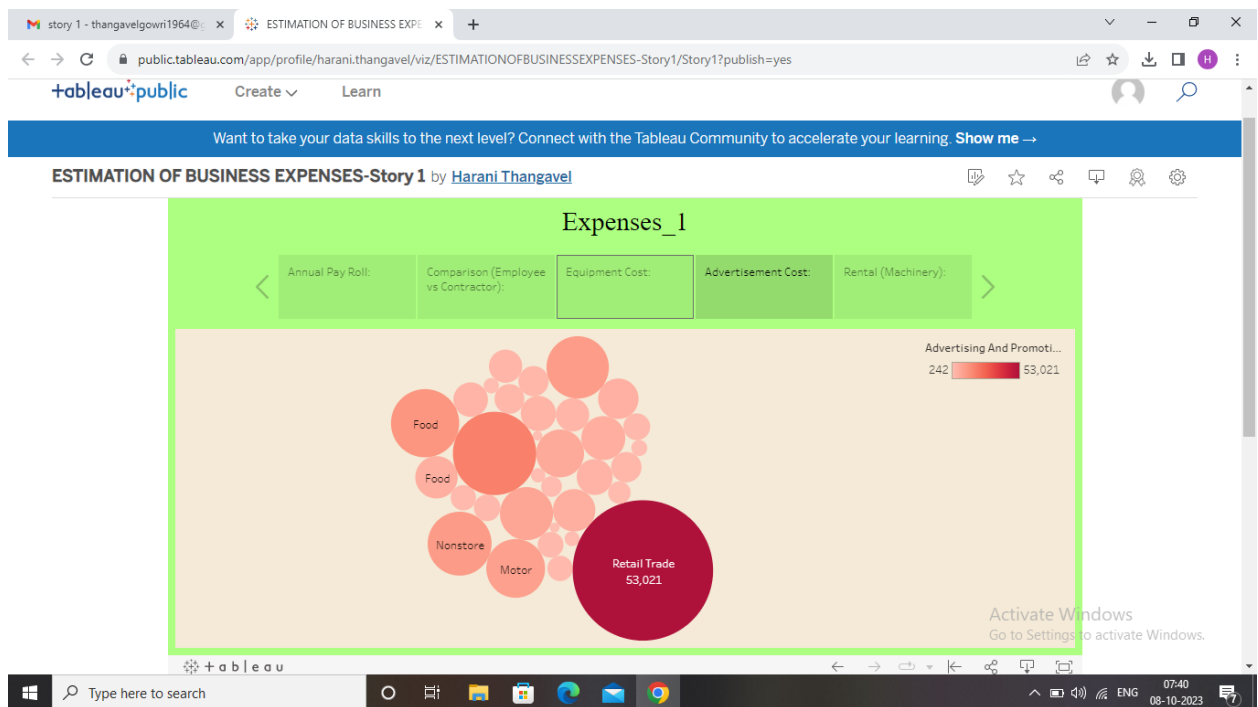 story 1 - thangavelgowri1964@g
ESTIMATION OF BUSINESS EXPE
public.tableau.com/app/profile/harani.thangavel/viz/ESTIMATIONOFBUSINESSEXPENSES-Story1/Story1?publish=yes
H
+ableau+public
Create
Learn
Want to take your data skills to the next level? Connect with the Tableau Community to accelerate your learning. Show me →
ESTIMATION OF BUSINESS EXPENSES-Story 1 by Harani Thangavel
Expenses_1
Annual Pay Roll:
Comparison (Employee
vs Contractor):
Equipment Cost:
Advertisement Cost:
Rental (Machinery):
Advertising And Promoti...
242 53,021
Food
Food
Nonstore
Motor
Retail Trade
53,021
Activate Windows
Go to Settings to activate Windows.
+ableau
Type here to search
ENG
07:40
08-10-2023
7